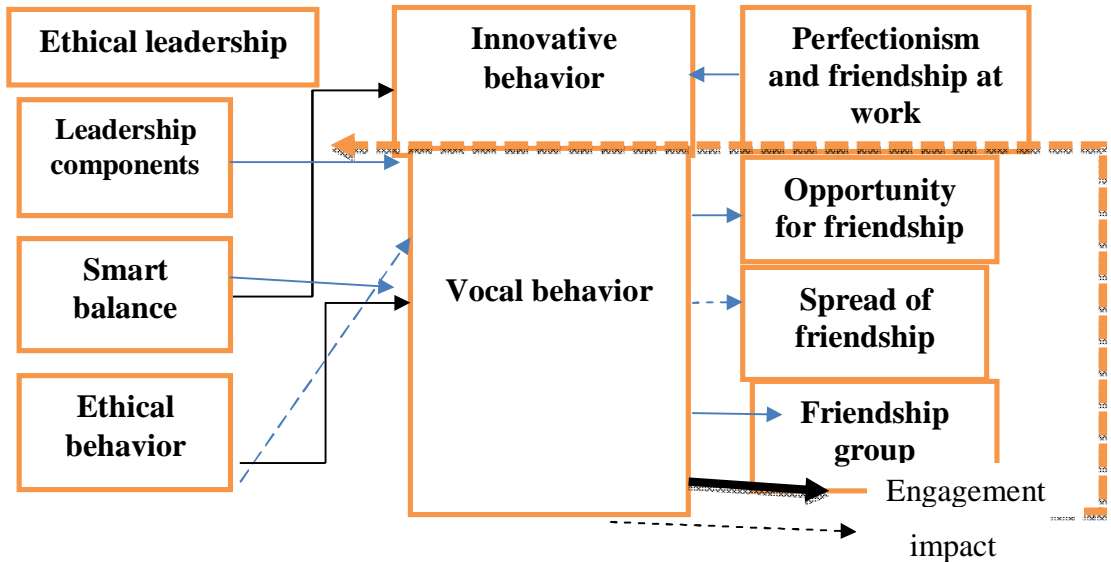 Ethical leadership
Innovative
behavior
Perfectionism
and friendship at
work
Leadership
components
Opportunity
for friendship
Smart
balance
Vocal behavior
Spread of
friendship
Ethical
behavior
Friendship
group
Engagement
impact